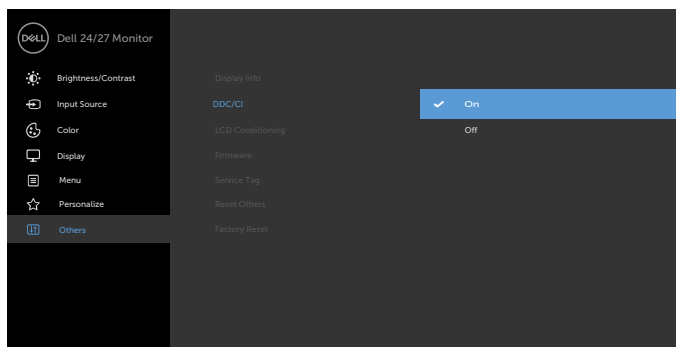 DELL
Dell 24/27 Monitor
Brightness/Contrast
Input Source
Color
Display
Menu
Personalize
Others
Display Info
DDC/CI
LCD Conditioning
Firmware
Service Tag
Reset Others
Factory Reset
On
Off